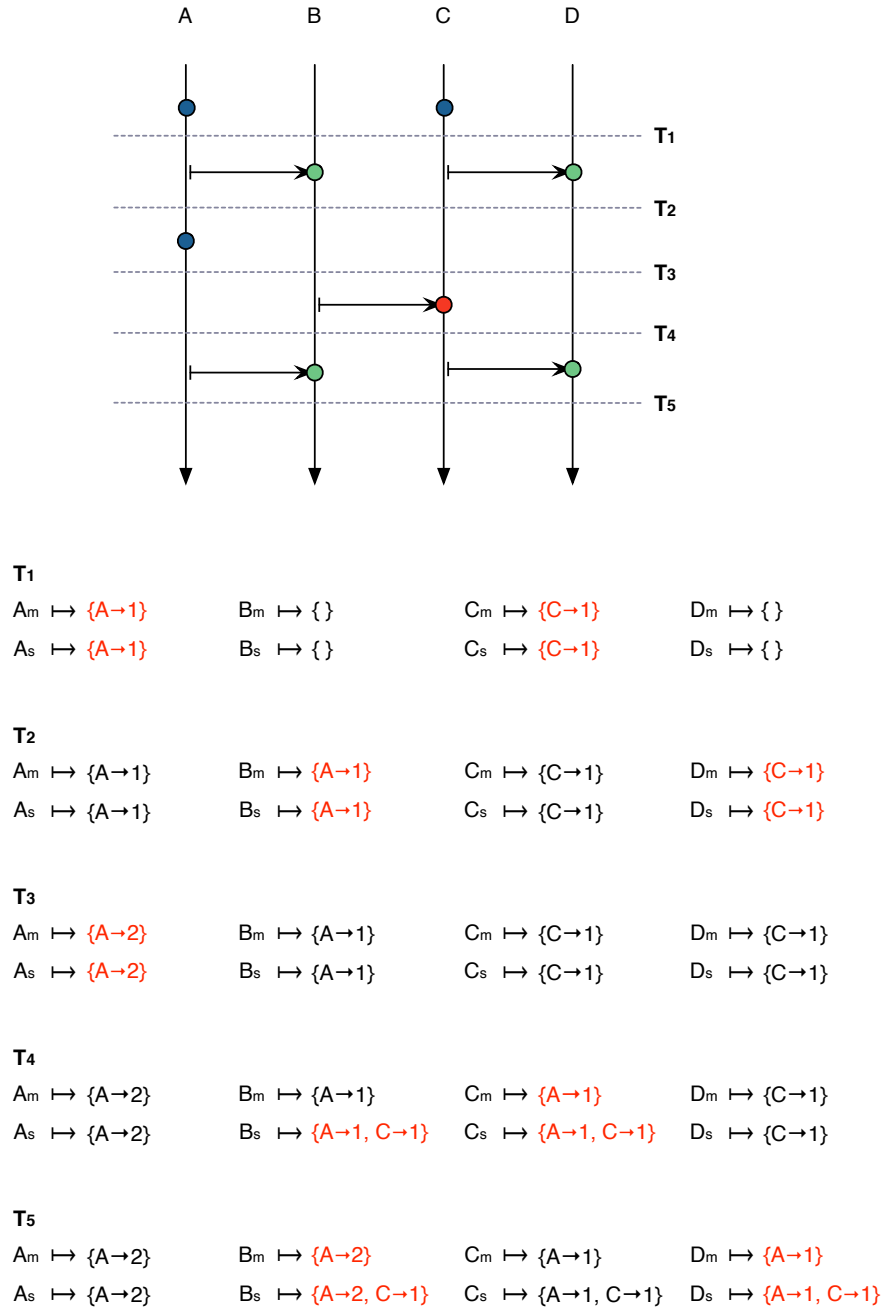 A B C D
T1
T2
T3
T4
T5
T1
Am ↦ {A→1} Bm ↦ { } Cm ↦ {C→1} Dm ↦ { }
As ↦ {A→1} Bs ↦ { } Cs ↦ {C→1} Ds ↦ { }
T2
Am ↦ {A→1} Bm ↦ {A→1} Cm ↦ {C→1} Dm ↦ {C→1}
As ↦ {A→1} Bs ↦ {A→1} Cs ↦ {C→1} Ds ↦ {C→1}
T3
Am ↦ {A→2} Bm ↦ {A→1} Cm ↦ {C→1} Dm ↦ {C→1}
As ↦ {A→2} Bs ↦ {A→1} Cs ↦ {C→1} Ds ↦ {C→1}
T4
Am ↦ {A→2} Bm ↦ {A→1} Cm ↦ {A→1} Dm ↦ {C→1}
As ↦ {A→2} Bs ↦ {A→1, C→1} Cs ↦ {A→1, C→1} Ds ↦ {C→1}
T5
Am ↦ {A→2} Bm ↦ {A→2} Cm ↦ {A→1} Dm ↦ {A→1}
As ↦ {A→2} Bs ↦ {A→2, C→1} Cs ↦ {A→1, C→1} Ds ↦ {A→1, C→1}